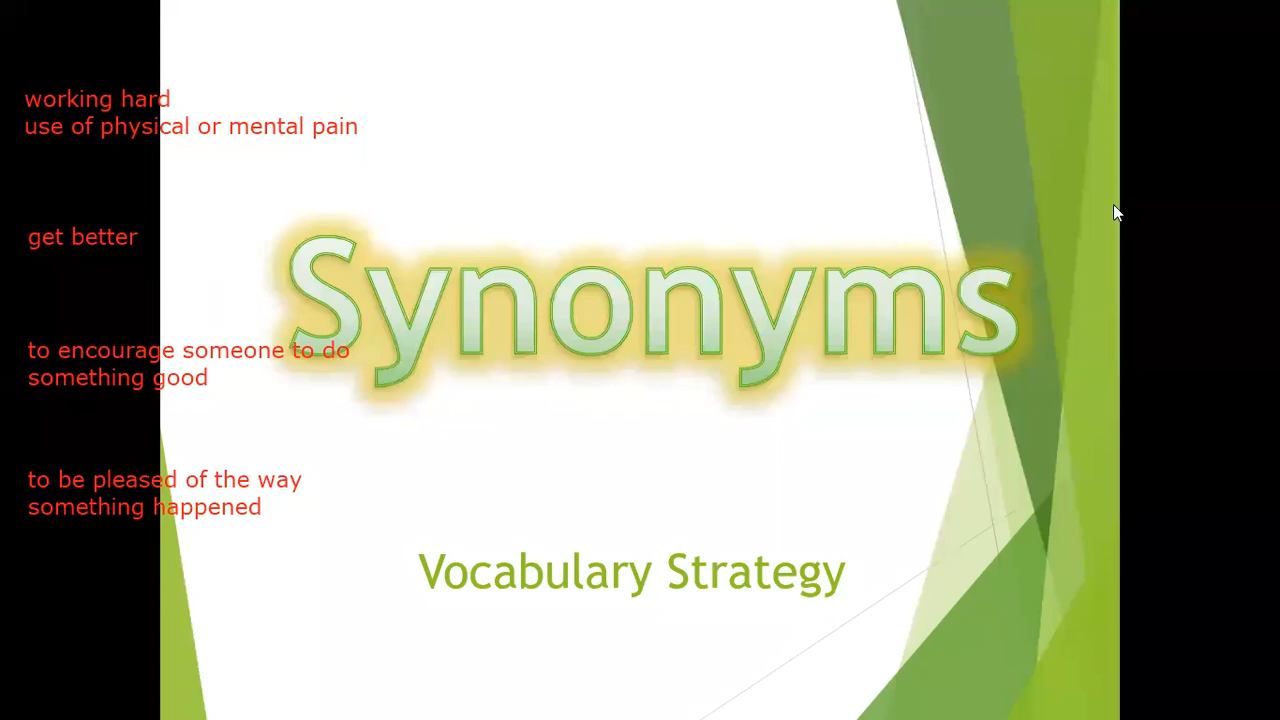 working hard
use of physical or mental pain
get better
Synonyms
to encourage someone to do
something good
to be pleased of the way
something happened
Vocabulary Strategy